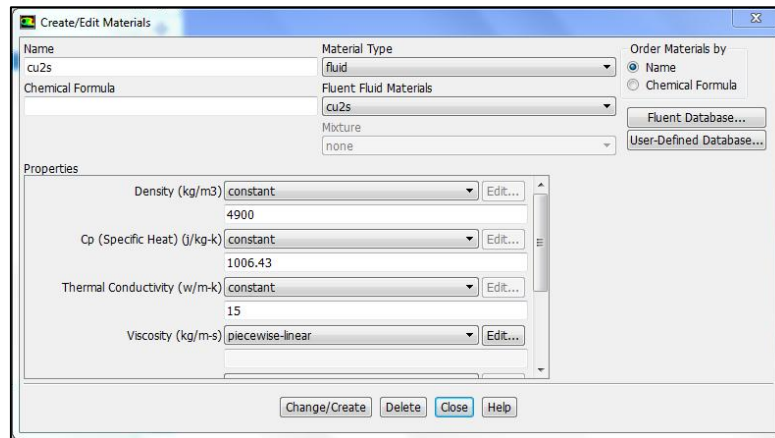 Create/Edit Materials
Name
cu2s
Chemical Formula
Material Type
fluid
Fluent Fluid Materials
cu2s
Mixture
none
Order Materials by
Name
Chemical Formula
Fluent Database...
User-Defined Database...
Properties
Density (kg/m3) constant Edit...
4900
Cp (Specific Heat) (j/kg-k) constant Edit...
1006.43
Thermal Conductivity (w/m-k) constant Edit...
15
Viscosity (kg/m-s) piecewise-linear Edit...
Change/Create Delete Close Help